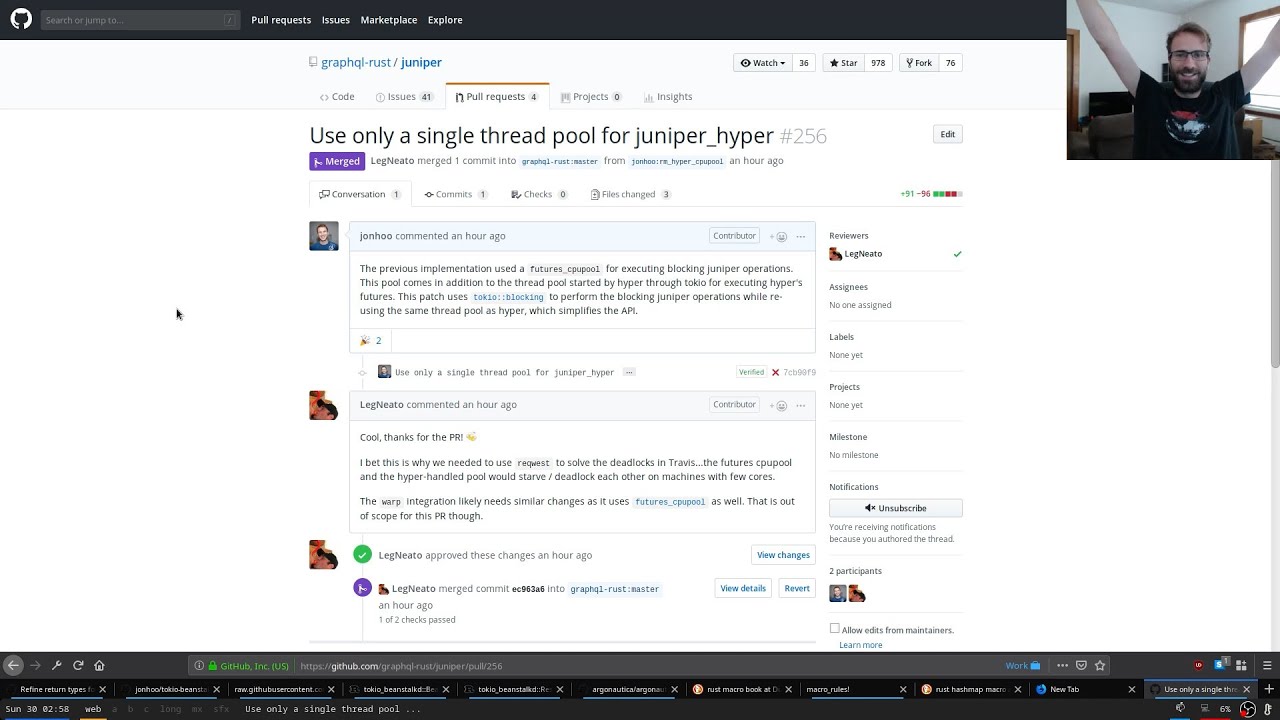 Search or jump to...
/
Pull requests Issues Marketplace Explore
graphql-rust / juniper
Watch 36 Star 978 Fork 76
Code Issues 41 Pull requests 4 Projects 0 Insights
Use only a single thread pool for juniper_hyper #256
Edit
Merged LegNeato merged 1 commit into graphql-rust:master from jonhoo:rm_hyper_cpupool an hour ago
Conversation 1 Commits 1 Checks 0 Files changed 3
+91 −96
jonhoo commented an hour ago
Contributor
The previous implementation used a futures_cpupool for executing blocking juniper operations.
This pool comes in addition to the thread pool started by hyper through tokio for executing hyper's
futures. This patch uses tokio::blocking to perform the blocking juniper operations while re-
using the same thread pool as hyper, which simplifies the API.
2
Use only a single thread pool for juniper_hyper ...
Verified 7cb90f9
LegNeato commented an hour ago
Contributor
Cool, thanks for the PR!
I bet this is why we needed to use reqwest to solve the deadlocks in Travis...the futures cpupool
and the hyper-handled pool would starve / deadlock each other on machines with few cores.
The warp integration likely needs similar changes as it uses futures_cpupool as well. That is out
of scope for this PR though.
LegNeato approved these changes an hour ago
View changes
LegNeato merged commit ec963a6 into graphql-rust:master
an hour ago
View details Revert
1 of 2 checks passed
Reviewers
LegNeato
Assignees
No one assigned
Labels
None yet
Projects
None yet
Milestone
No milestone
Notifications
Unsubscribe
You're receiving notifications
because you authored the thread.
2 participants
Allow edits from maintainers.
Learn more
GitHub, Inc. (US) https://github.com/graphql-rust/juniper/pull/256 Work
Refine return types fo jonhoo/tokio-beanstal raw.githubusercontent.co tokio_beanstalkd::Bea tokio_beanstalkd::Res argonautica/argonaut rust macro book at Du macro_rules! rust hashmap macro New Tab Use only a single thre
Sun 30 02:58 web a b c long mx sfx Use only a single thread pool ... 6%